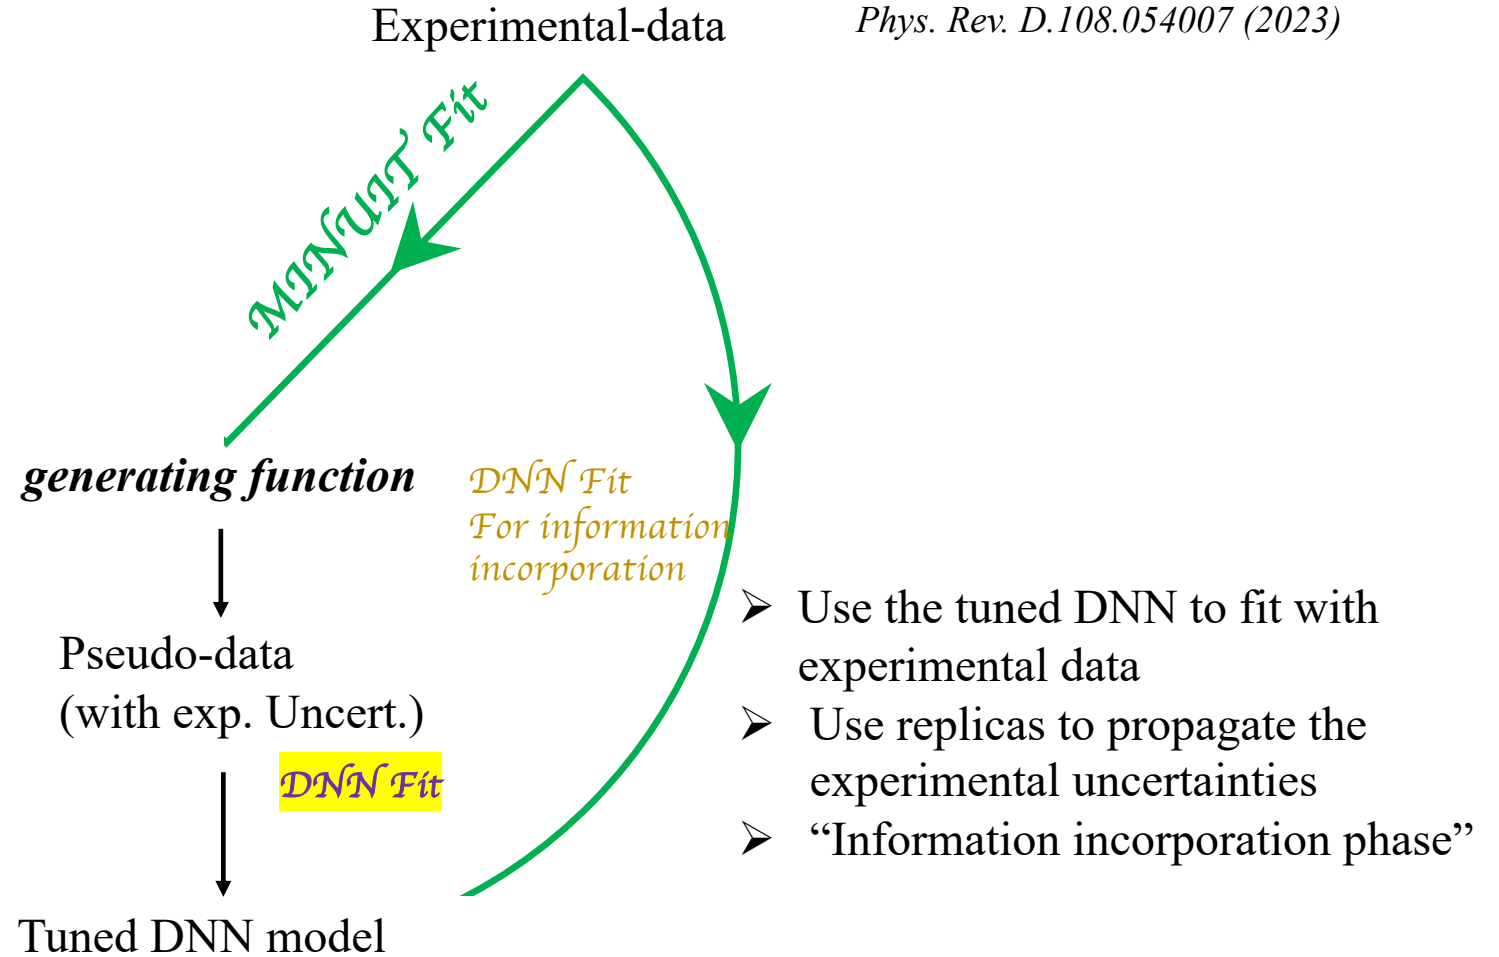 Experimental-data
Phys. Rev. D.108.054007 (2023)
MINUIT Fit
generating function
DNN Fit
For information
incorporation
Pseudo-data
(with exp. Uncert.)
DNN Fit
Tuned DNN model
➢ Use the tuned DNN to fit with
experimental data
➢ Use replicas to propagate the
experimental uncertainties
➢ “Information incorporation phase”